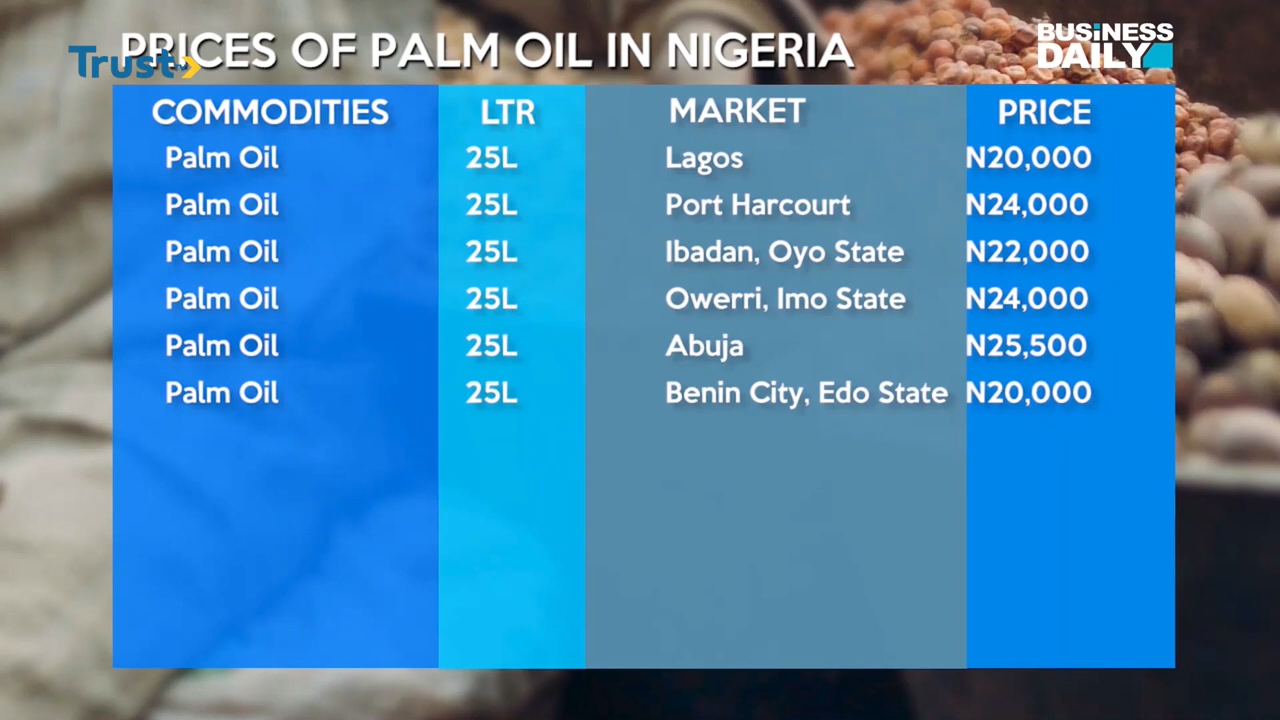 PRICES OF PALM OIL IN NIGERIA
Trust
TV
BUSINESS
DAILY
COMMODITIES LTR MARKET PRICE
Palm Oil 25L Lagos N20,000
Palm Oil 25L Port Harcourt N24,000
Palm Oil 25L Ibadan, Oyo State N22,000
Palm Oil 25L Owerri, Imo State N24,000
Palm Oil 25L Abuja N25,500
Palm Oil 25L Benin City, Edo State N20,000